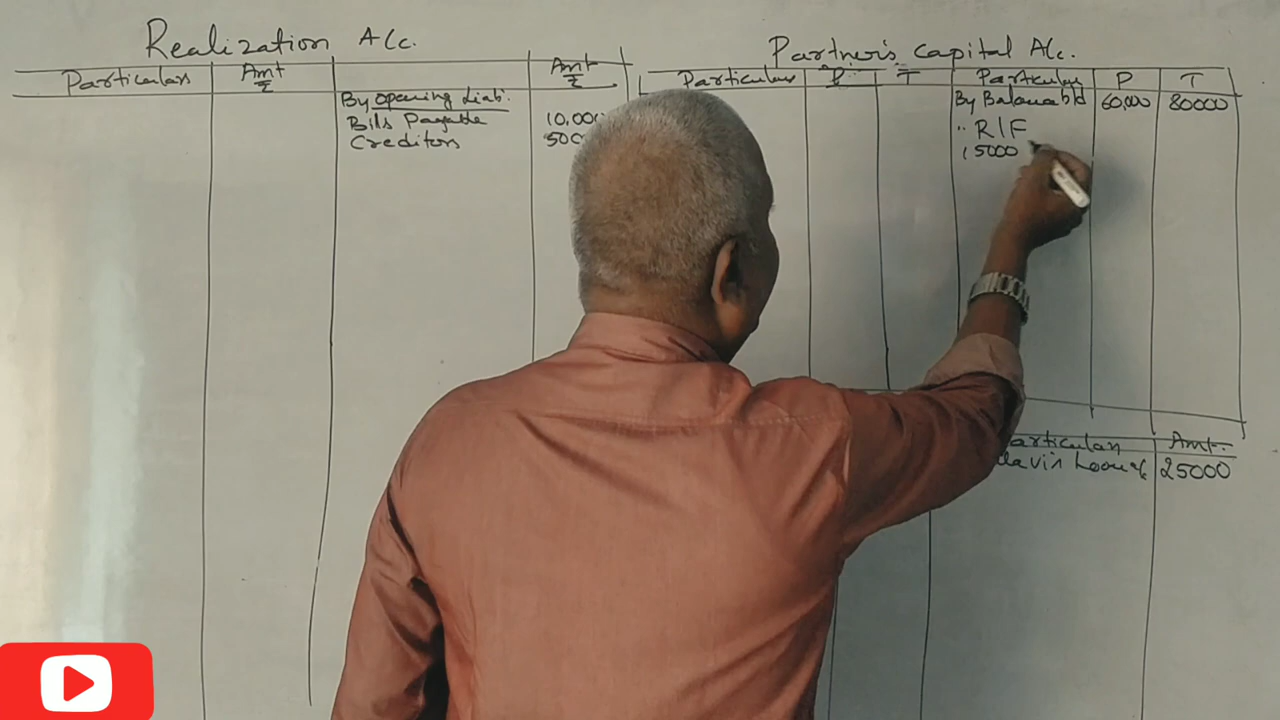 Realization A/c.
Particulars Amt ₹ Amt ₹
By opening Liab.
Bills Payable 10,000
Creditors
Partner's capital A/c.
Particulars P T Particulars P T
By Balance b/d 60,000 80000
" R/F
15000
Particulars Amt.
Loan 25000